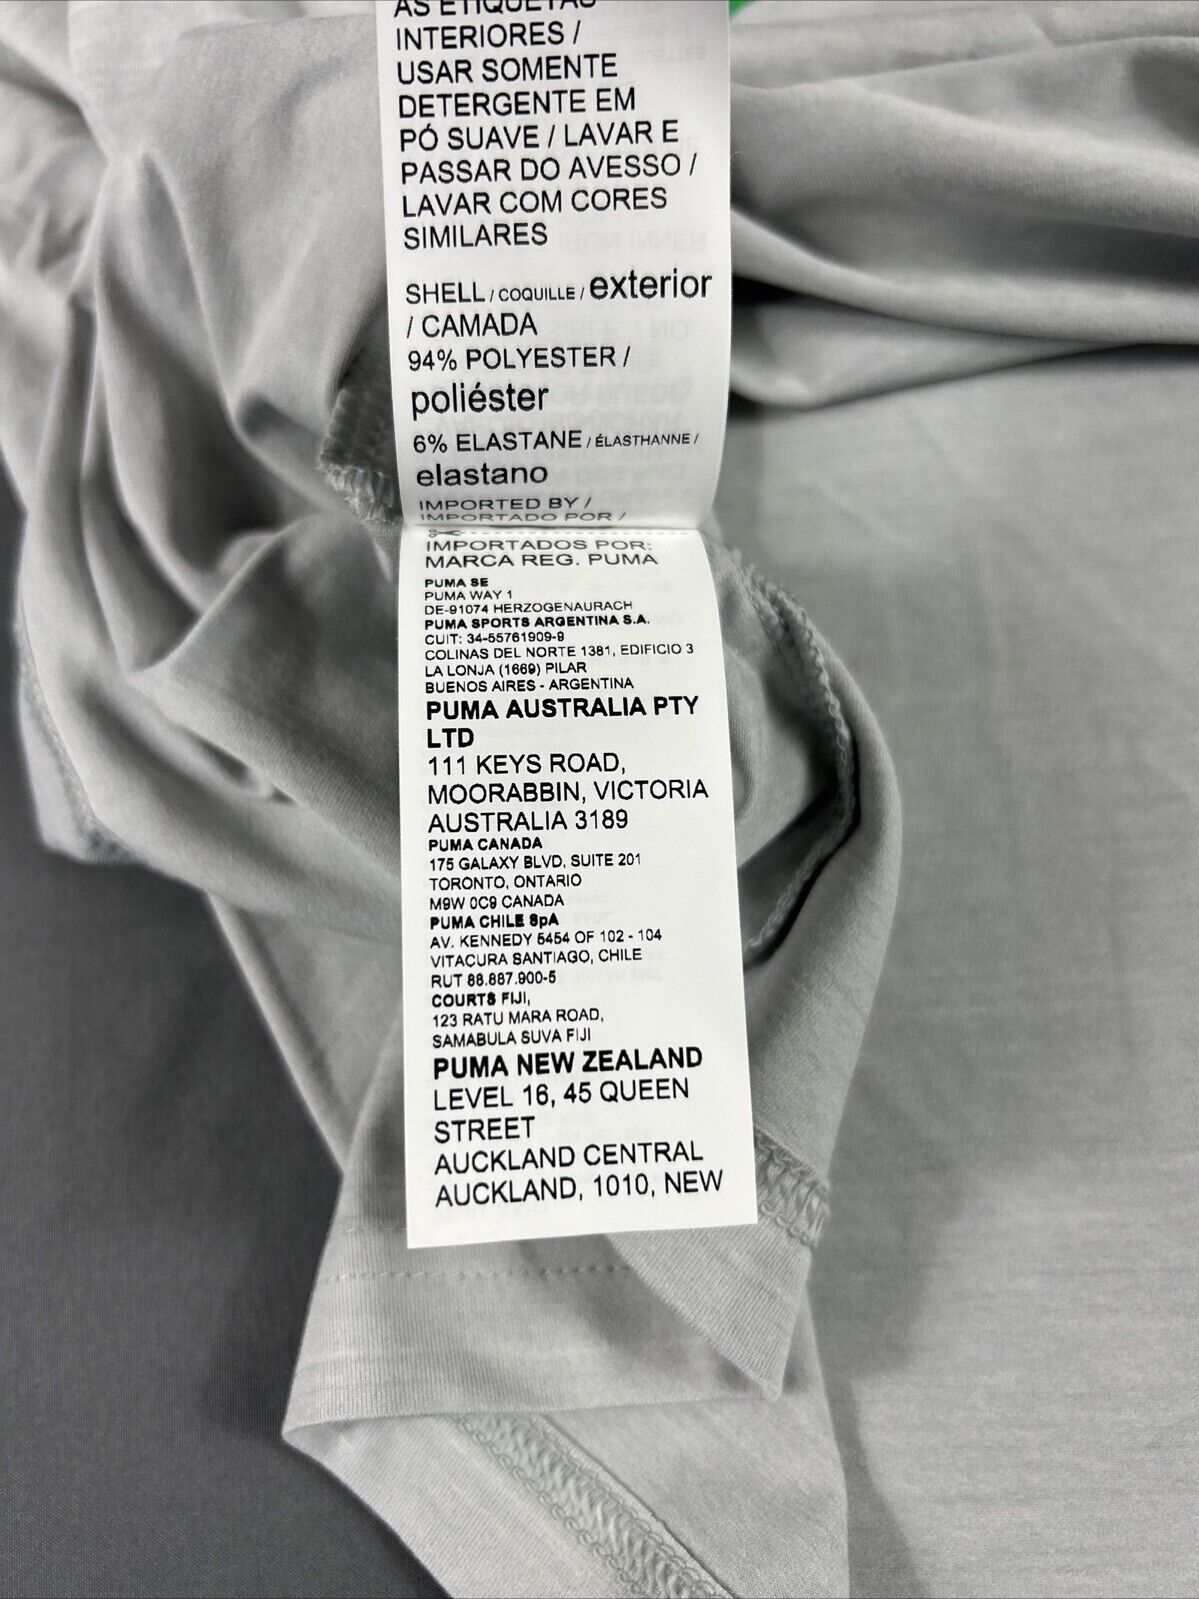 AS ETIQUETAS
INTERIORES /
USAR SOMENTE
DETERGENTE EM
PÓ SUAVE / LAVAR E
PASSAR DO AVESSO /
LAVAR COM CORES
SIMILARES
SHELL / COQUILLE / exterior
/ CAMADA
94% POLYESTER /
poliéster
6% ELASTANE / ÉLASTHANNE /
elastano
IMPORTED BY /
IMPORTADO POR /
IMPORTADOS POR:
MARCA REG. PUMA
PUMA SE
PUMA WAY 1
DE-91074 HERZOGENAURACH
PUMA SPORTS ARGENTINA S.A.
CUIT: 34-55761909-9
COLINAS DEL NORTE 1381, EDIFICIO 3
LA LONJA (1669) PILAR
BUENOS AIRES - ARGENTINA
PUMA AUSTRALIA PTY
LTD
111 KEYS ROAD,
MOORABBIN, VICTORIA
AUSTRALIA 3189
PUMA CANADA
175 GALAXY BLVD, SUITE 201
TORONTO, ONTARIO
M9W 0C9 CANADA
PUMA CHILE SpA
AV. KENNEDY 5454 OF 102 - 104
VITACURA SANTIAGO, CHILE
RUT 88.887.900-5
COURTS FIJI,
123 RATU MARA ROAD,
SAMABULA SUVA FIJI
PUMA NEW ZEALAND
LEVEL 16, 45 QUEEN
STREET
AUCKLAND CENTRAL
AUCKLAND, 1010, NEW